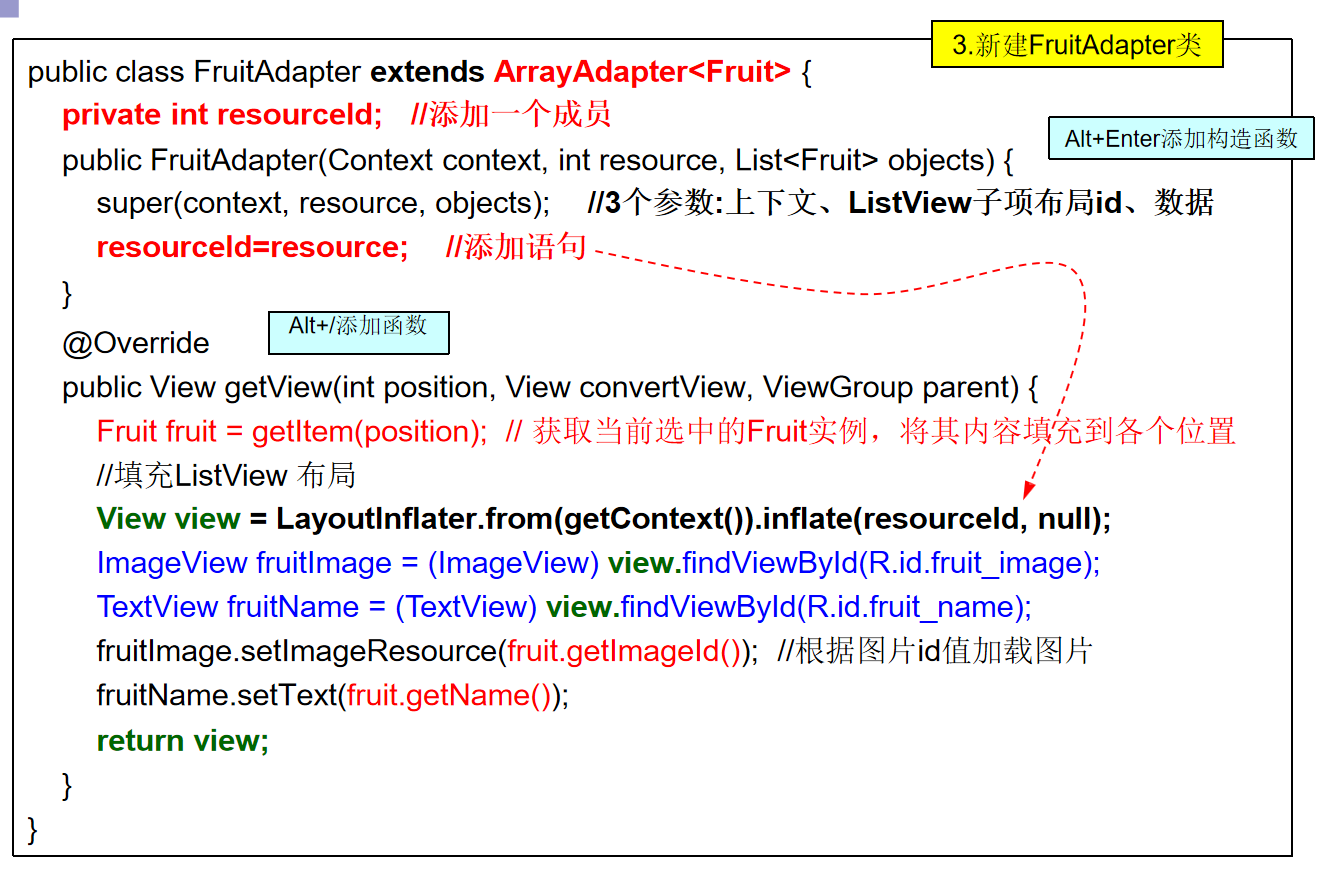 3.新建FruitAdapter类
public class FruitAdapter extends ArrayAdapter<Fruit> {
private int resourceId; //添加一个成员
Alt+Enter添加构造函数
public FruitAdapter(Context context, int resource, List<Fruit> objects) {
super(context, resource, objects); //3个参数:上下文、ListView子项布局id、数据
resourceId=resource; //添加语句
}
@Override
Alt+/添加函数
public View getView(int position, View convertView, ViewGroup parent) {
Fruit fruit = getItem(position); // 获取当前选中的Fruit实例，将其内容填充到各个位置
//填充ListView 布局
View view = LayoutInflater.from(getContext()).inflate(resourceId, null);
ImageView fruitImage = (ImageView) view.findViewById(R.id.fruit_image);
TextView fruitName = (TextView) view.findViewById(R.id.fruit_name);
fruitImage.setImageResource(fruit.getImageId()); //根据图片id值加载图片
fruitName.setText(fruit.getName());
return view;
}
}